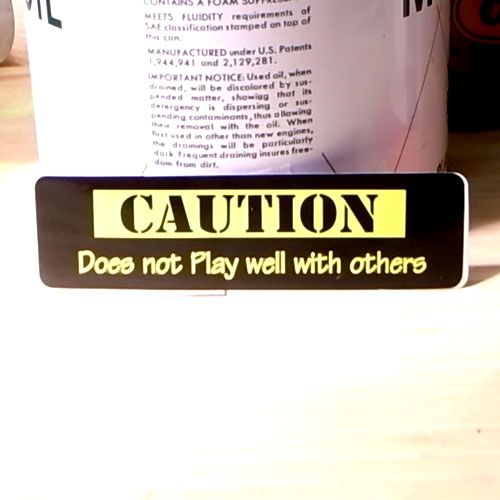 CONTAINS A FOAM SUPPRESS
MEETS FLUIDITY requirements of
SAE classification stamped on top of
this can.
MANUFACTURED under U.S. Patents
1,944,941 and 2,129,281.
IMPORTANT NOTICE: Used oil, when
drained, will be discolored by sus-
pended matter, showing that its
detergency is dispersing or sus-
pending contaminants, thus allowing
their removal with the oil. When
first used in other than new engines,
the drainings will be particularly
dark. Frequent draining insures free-
dom from dirt.
CAUTION
Does not Play well with others